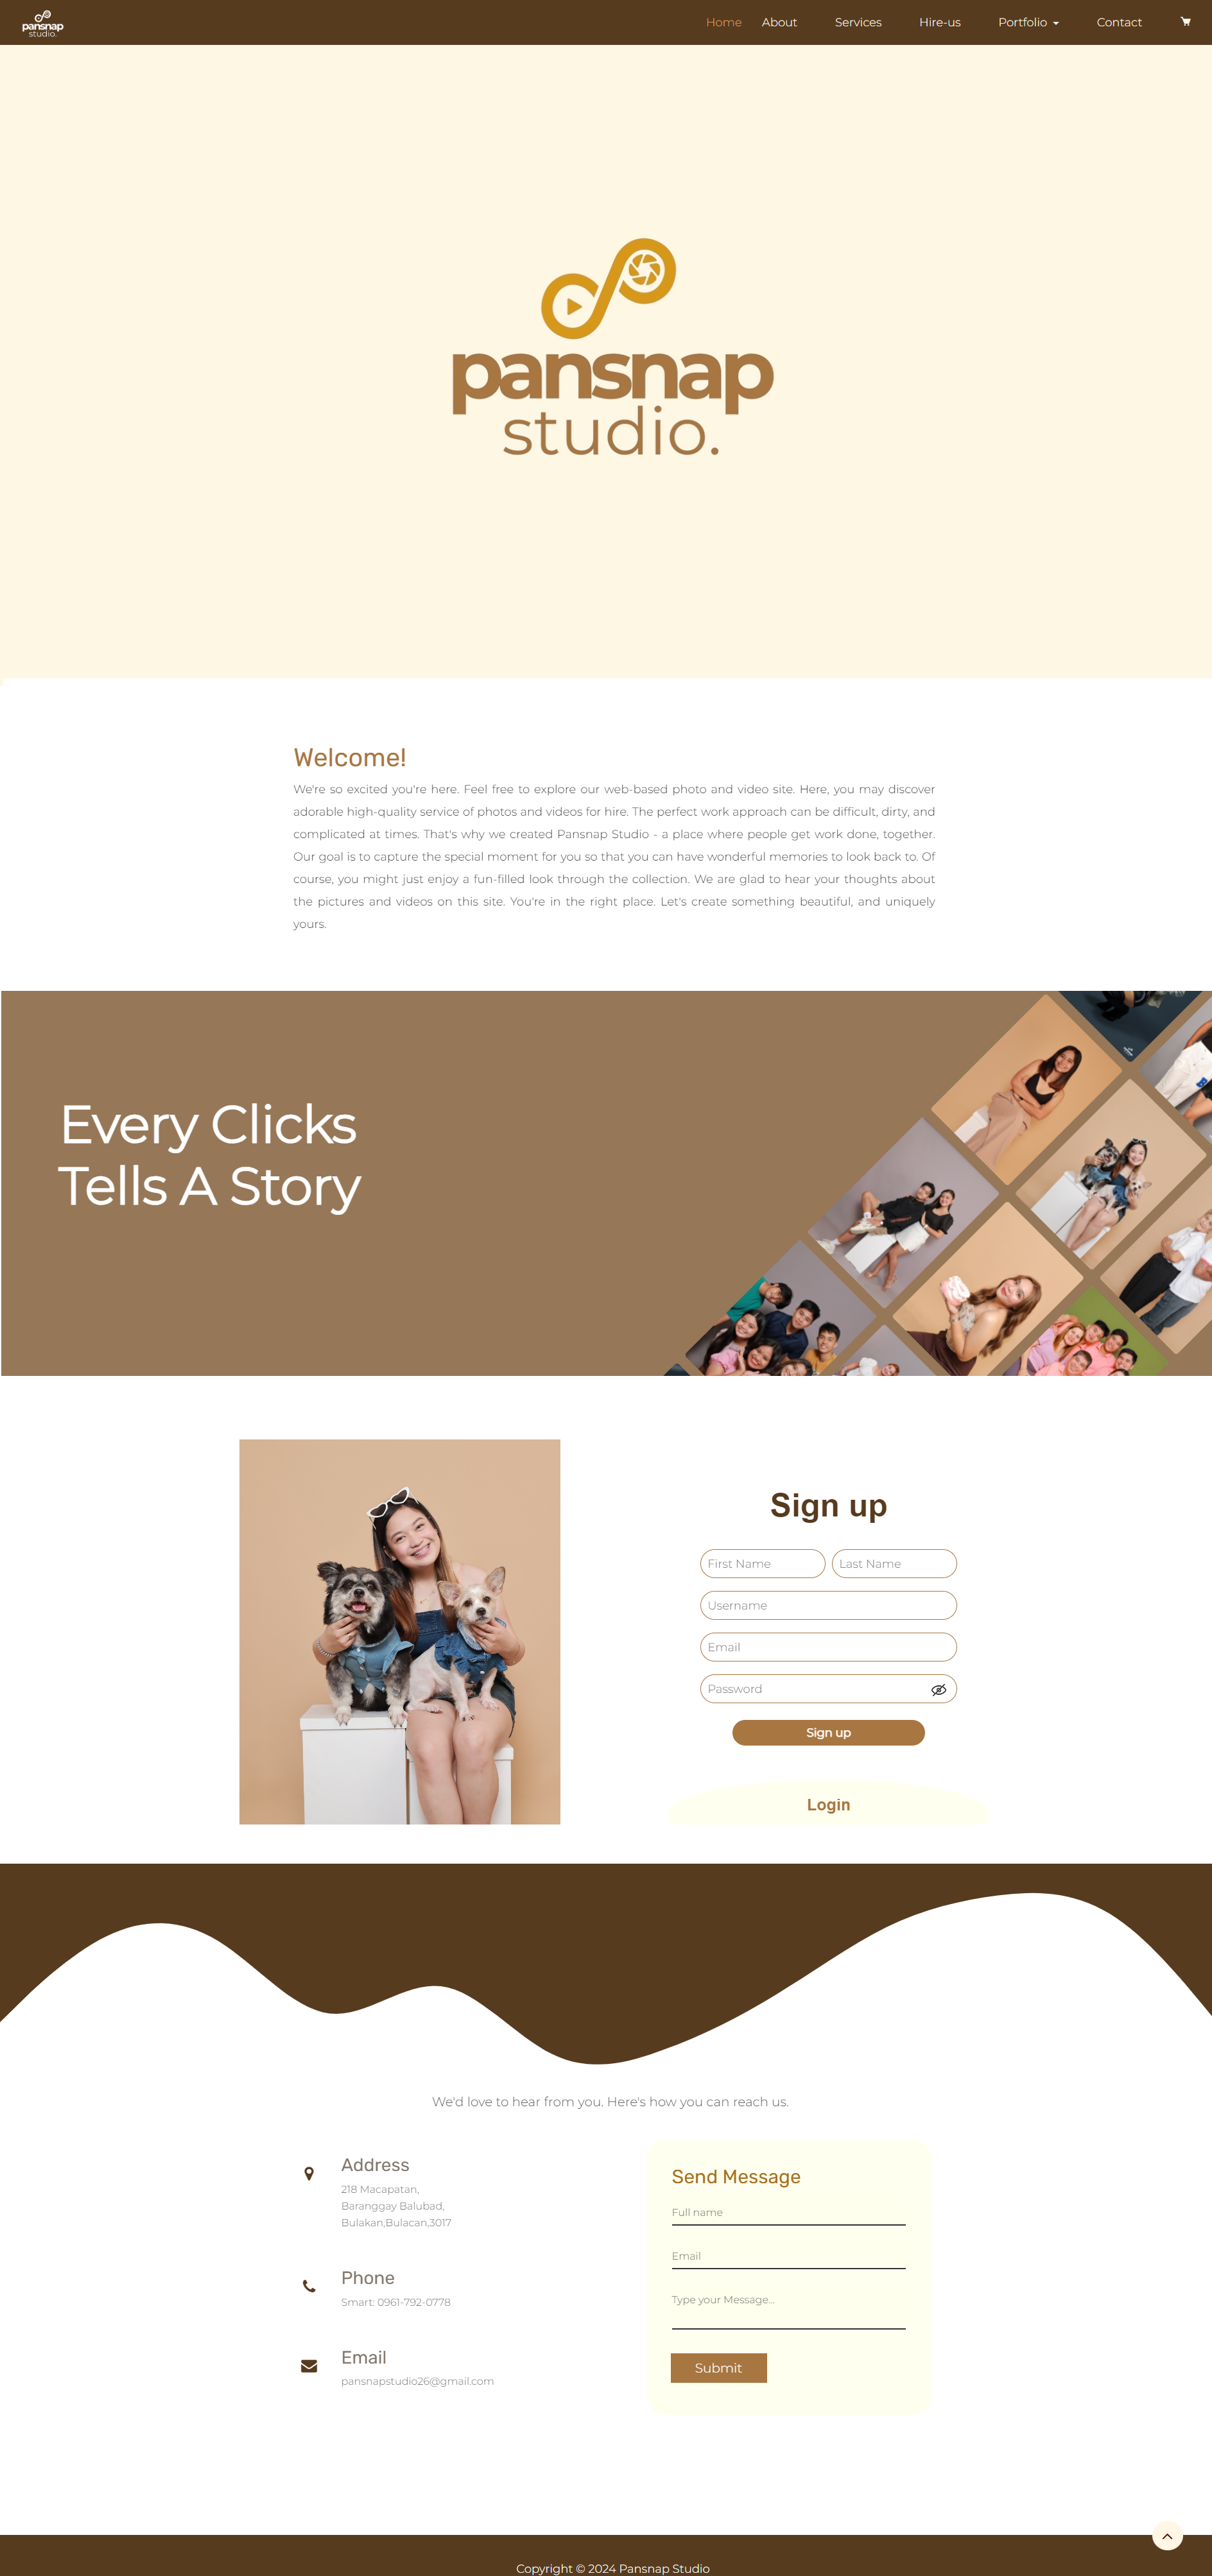 pansnap
studio.
Home About Services Hire-us Portfolio Contact
pansnap
studio.
Welcome!
We're so excited you're here. Feel free to explore our web-based photo and video site. Here, you may discover
adorable high-quality service of photos and videos for hire. The perfect work approach can be difficult, dirty, and
complicated at times. That's why we created Pansnap Studio - a place where people get work done, together.
Our goal is to capture the special moment for you so that you can have wonderful memories to look back to. Of
course, you might just enjoy a fun-filled look through the collection. We are glad to hear your thoughts about
the pictures and videos on this site. You're in the right place. Let's create something beautiful, and uniquely
yours.
Every Clicks
Tells A Story
Sign up
First Name Last Name
Username
Email
Password
Sign up
Login
We'd love to hear from you. Here's how you can reach us.
Address
218 Macapatan,
Baranggay Balubad,
Bulakan,Bulacan,3017
Phone
Smart: 0961-792-0778
Email
pansnapstudio26@gmail.com
Send Message
Full name
Email
Type your Message...
Submit
Copyright © 2024 Pansnap Studio